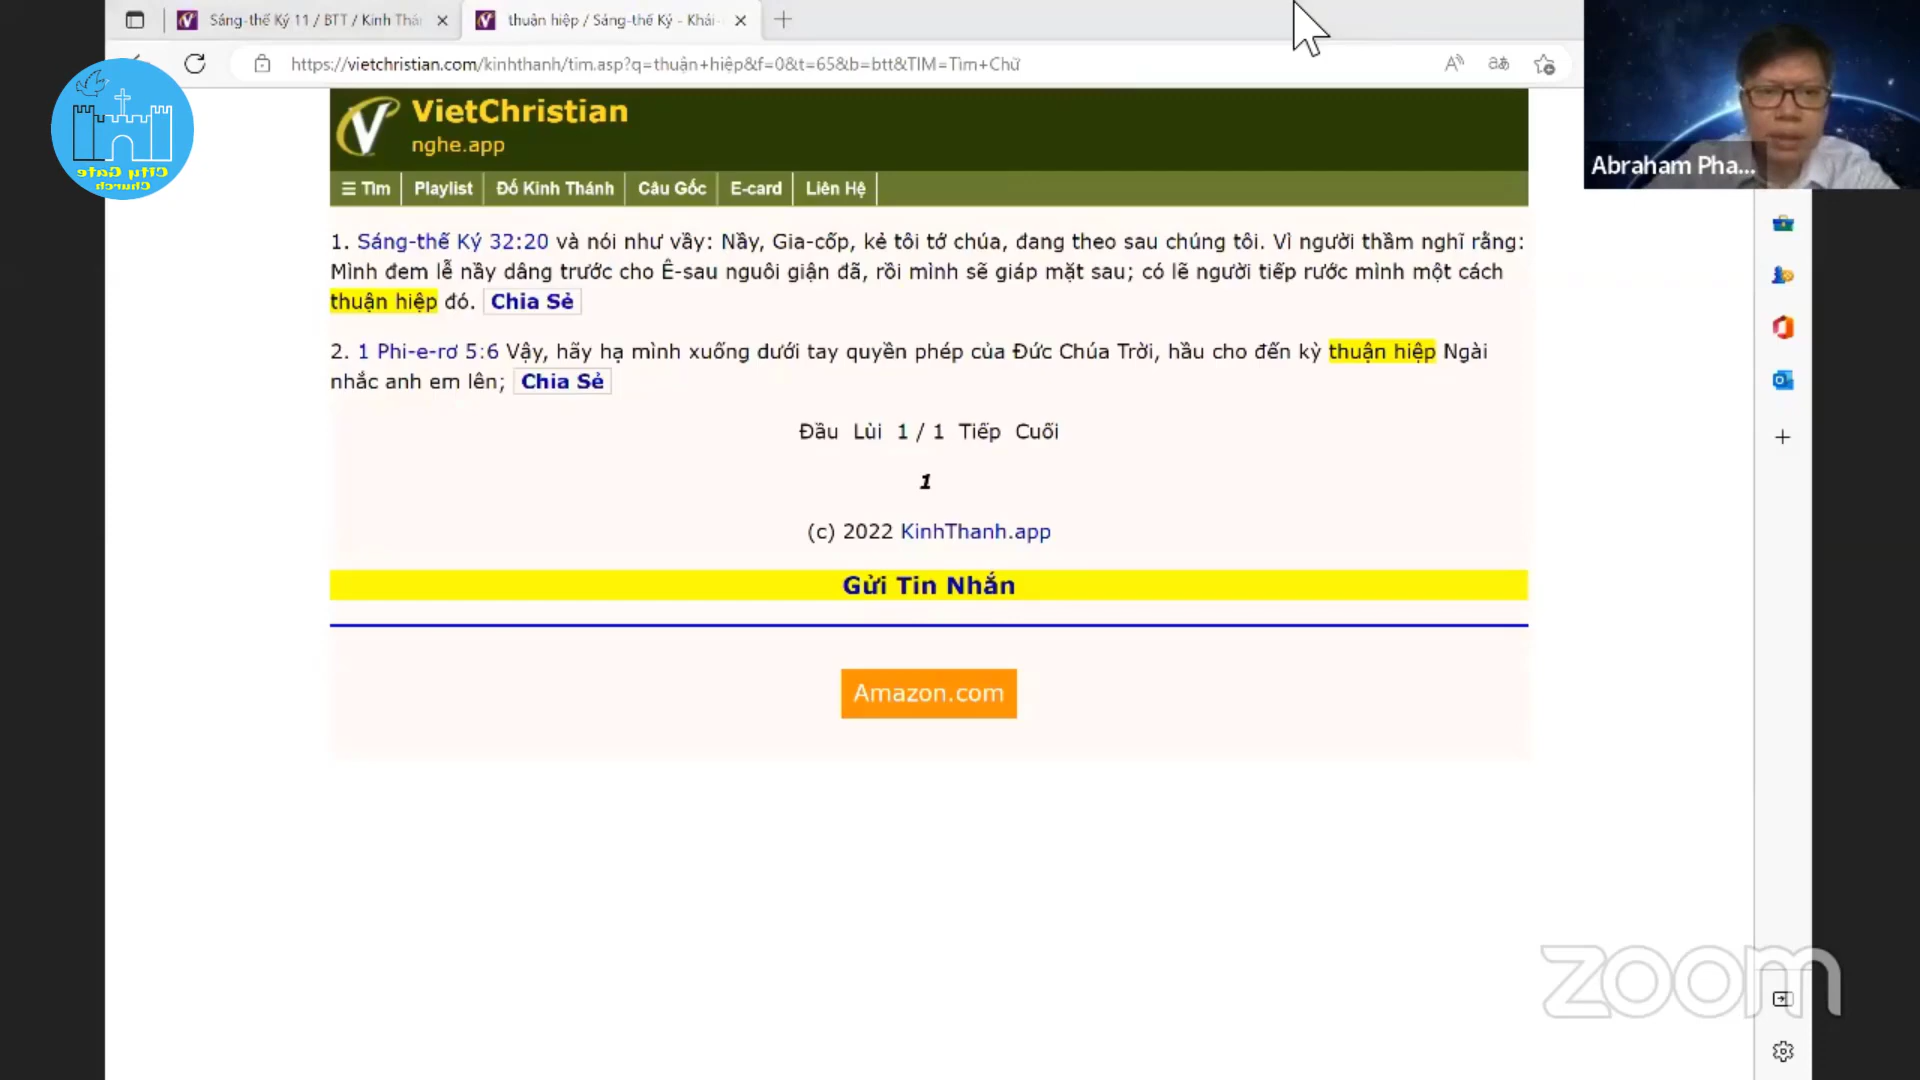 Sáng-thế Ký 11 / BTT / Kinh Thá
thuận hiệp / Sáng-thế Ký - Khải-
https://vietchristian.com/kinhthanh/tim.asp?q=thuận+hiệp&f=0&t=65&b=btt&TIM=Tìm+Chữ
City Gate
Church
VietChristian
nghe.app
☰ Tìm
Playlist
Đố Kinh Thánh
Câu Gốc
E-card
Liên Hệ
Abraham Pha...
1. Sáng-thế Ký 32:20 và nói như vầy: Nầy, Gia-cốp, kẻ tôi tớ chúa, đang theo sau chúng tôi. Vì người thầm nghĩ rằng:
Mình đem lễ nầy dâng trước cho Ê-sau nguôi giận đã, rồi mình sẽ giáp mặt sau; có lẽ người tiếp rước mình một cách
thuận hiệp đó. Chia Sẻ
2. 1 Phi-e-rơ 5:6 Vậy, hãy hạ mình xuống dưới tay quyền phép của Đức Chúa Trời, hầu cho đến kỳ thuận hiệp Ngài
nhắc anh em lên; Chia Sẻ
Đầu Lùi 1 / 1 Tiếp Cuối
1
(c) 2022 KinhThanh.app
Gửi Tin Nhắn
Amazon.com
zoom